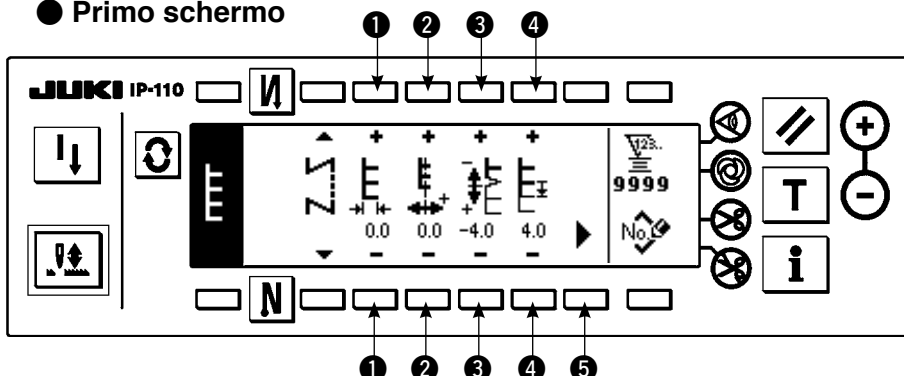 ● Primo schermo
❶ ❷ ❸ ❹
JUKI IP-110
123..
9999
0.0 0.0 -4.0 4.0
No.
T
i
+
−
N
❶ ❷ ❸ ❹ ❺